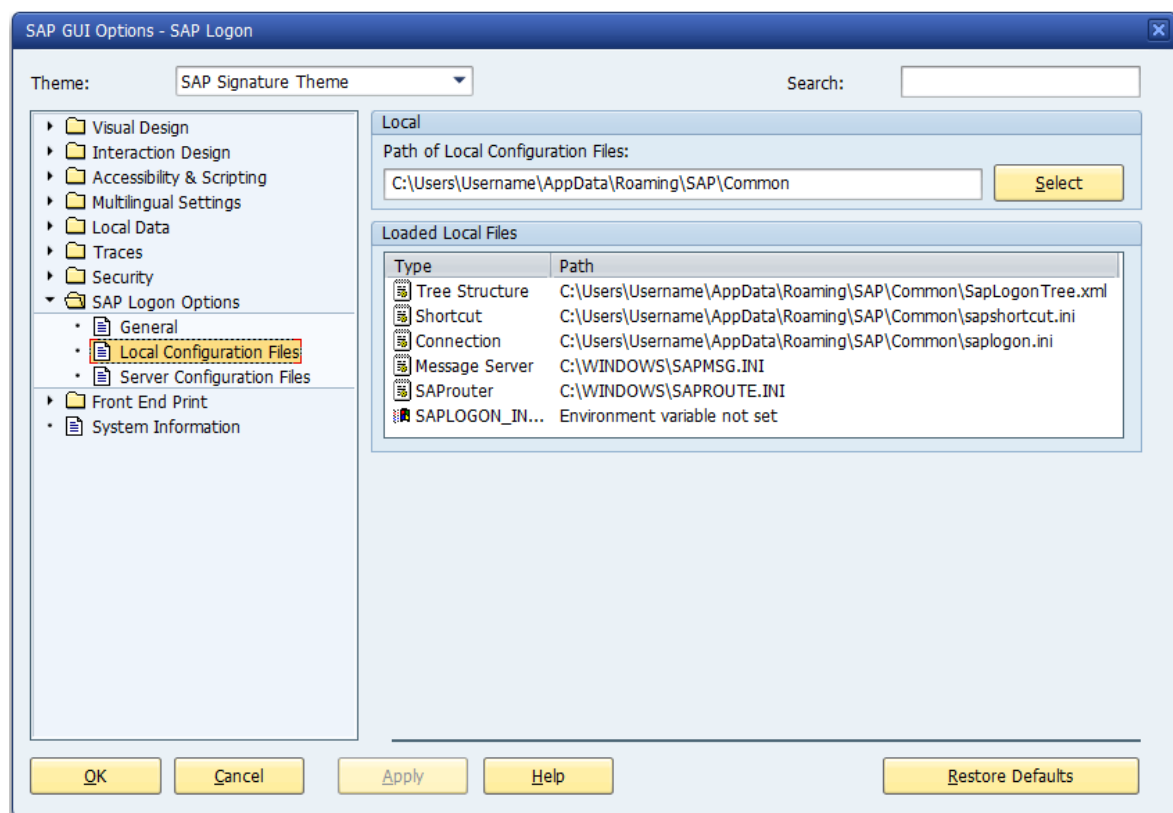 SAP GUI Options - SAP Logon
Theme: SAP Signature Theme Search:
Visual Design
Interaction Design
Accessibility & Scripting
Multilingual Settings
Local Data
Traces
Security
SAP Logon Options
General
Local Configuration Files
Server Configuration Files
Front End Print
System Information
Local
Path of Local Configuration Files:
C:\Users\Username\AppData\Roaming\SAP\Common Select
Loaded Local Files
Type Path
Tree Structure C:\Users\Username\AppData\Roaming\SAP\Common\SapLogonTree.xml
Shortcut C:\Users\Username\AppData\Roaming\SAP\Common\sapshortcut.ini
Connection C:\Users\Username\AppData\Roaming\SAP\Common\saplogon.ini
Message Server C:\WINDOWS\SAPMSG.INI
SAProuter C:\WINDOWS\SAPROUTE.INI
SAPLOGON_IN... Environment variable not set
OK Cancel Apply Help Restore Defaults